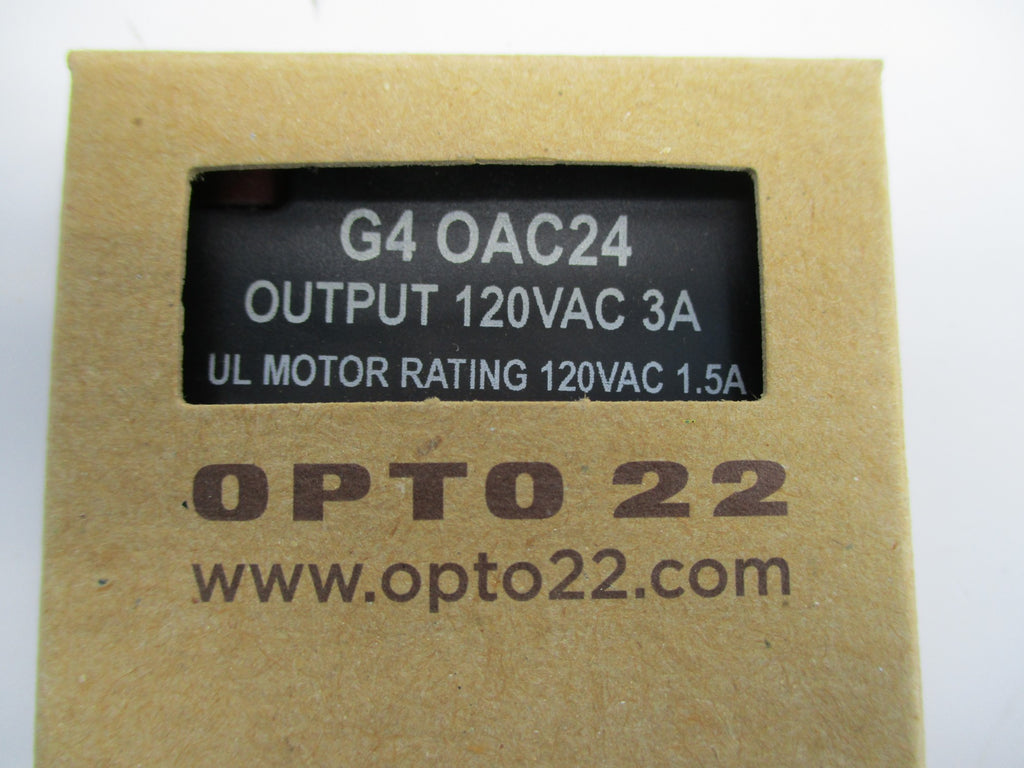 G4 OAC24
OUTPUT 120VAC 3A
UL MOTOR RATING 120VAC 1.5A
OPTO 22
www.opto22.com